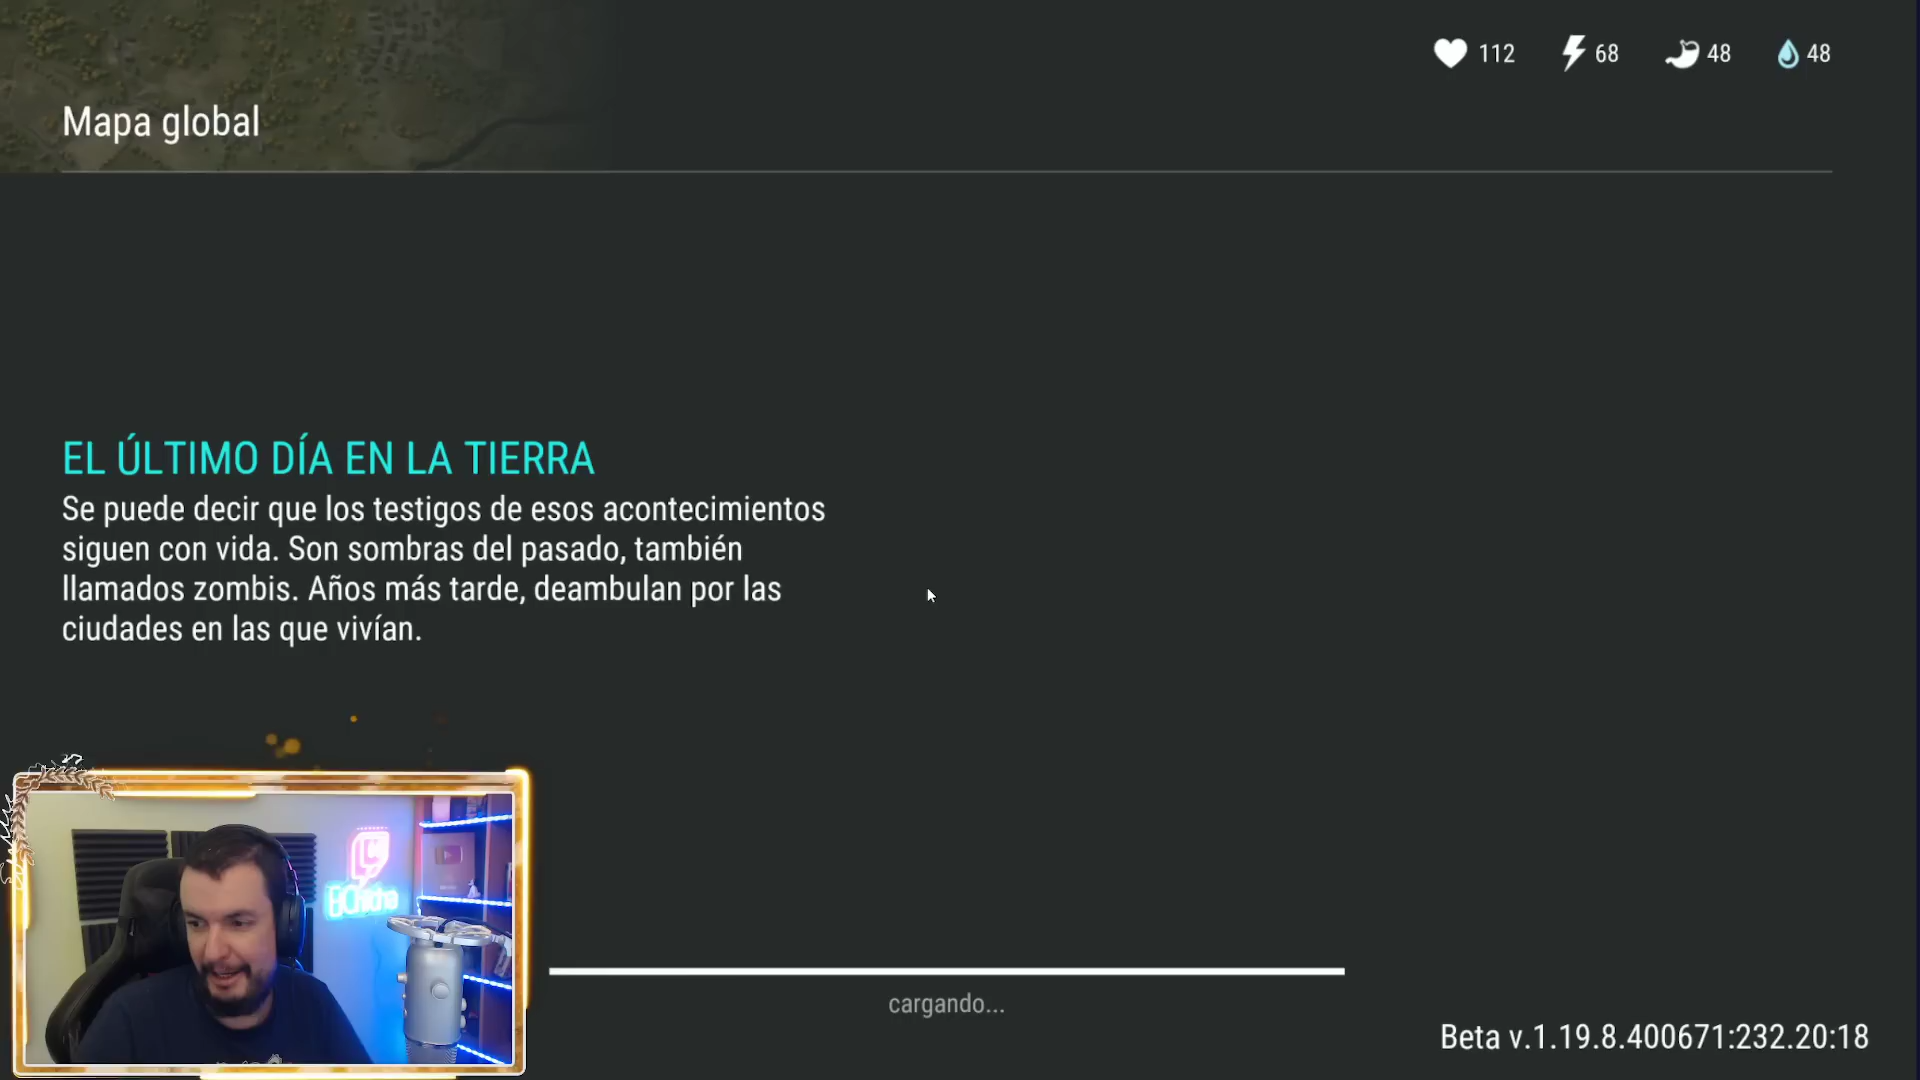 112 68 48 48
Mapa global
EL ÚLTIMO DÍA EN LA TIERRA
Se puede decir que los testigos de esos acontecimientos
siguen con vida. Son sombras del pasado, también
llamados zombis. Años más tarde, deambulan por las
ciudades en las que vivían.
ElChicha
cargando...
Beta v.1.19.8.400671:232.20:18